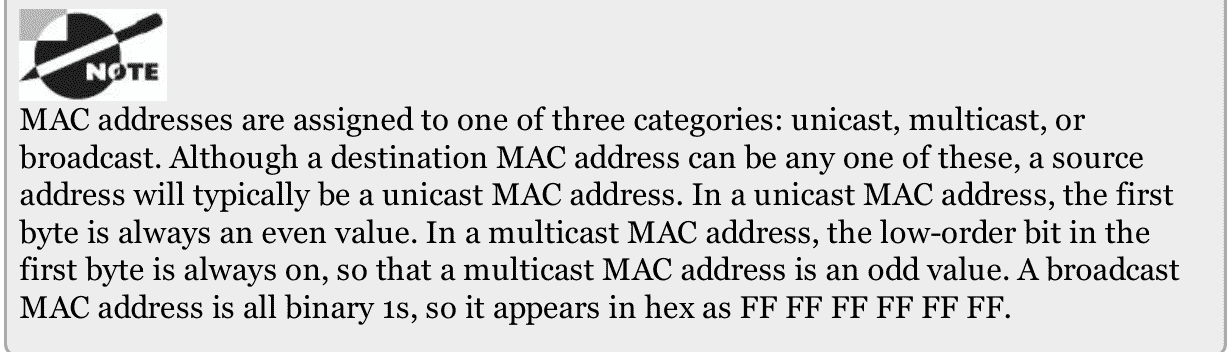 NOTE
MAC addresses are assigned to one of three categories: unicast, multicast, or
broadcast. Although a destination MAC address can be any one of these, a source
address will typically be a unicast MAC address. In a unicast MAC address, the first
byte is always an even value. In a multicast MAC address, the low-order bit in the
first byte is always on, so that a multicast MAC address is an odd value. A broadcast
MAC address is all binary 1s, so it appears in hex as FF FF FF FF FF FF.